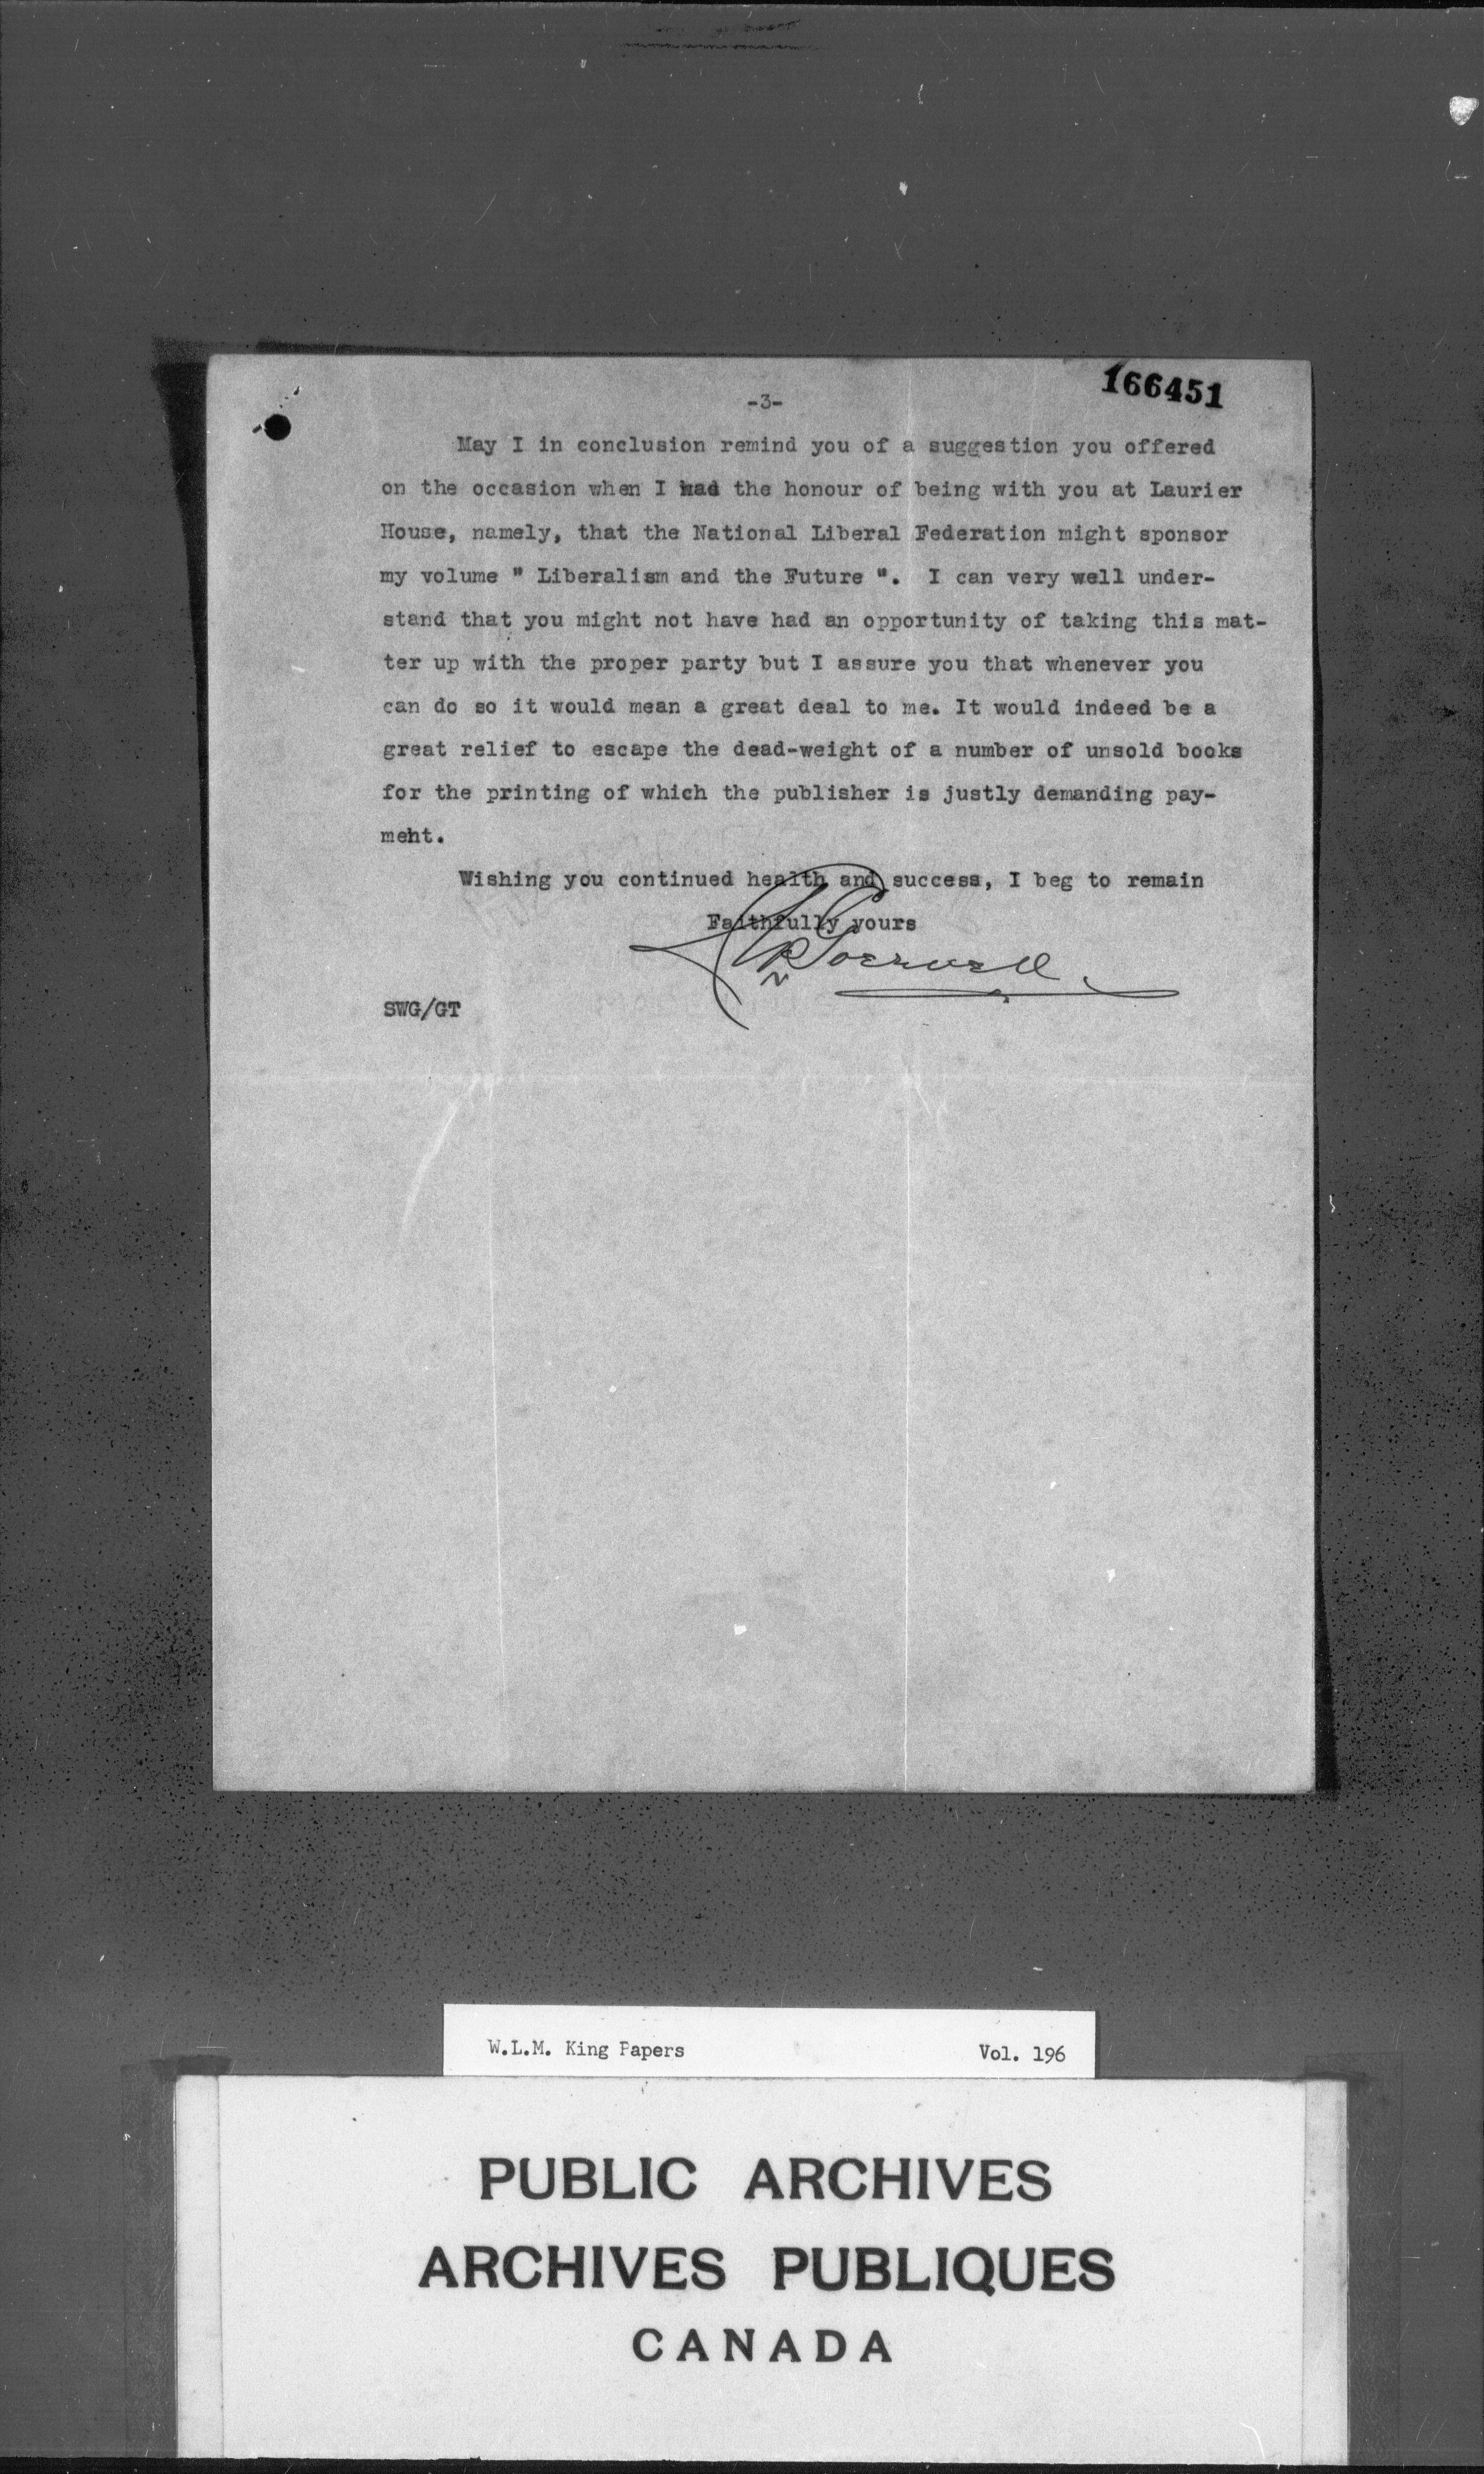 166451
-3-
May I in conclusion remind you of a suggestion you offered
on the occasion when I had the honour of being with you at Laurier
House, namely, that the National Liberal Federation might sponsor
my volume " Liberalism and the Future ". I can very well under-
stand that you might not have had an opportunity of taking this mat-
ter up with the proper party but I assure you that whenever you
can do so it would mean a great deal to me. It would indeed be a
great relief to escape the dead-weight of a number of unsold books
for the printing of which the publisher is justly demanding pay-
ment.
Wishing you continued health and success, I beg to remain
Faithfully yours
SWG/GT
W.L.M. King Papers Vol. 196
PUBLIC ARCHIVES
ARCHIVES PUBLIQUES
CANADA